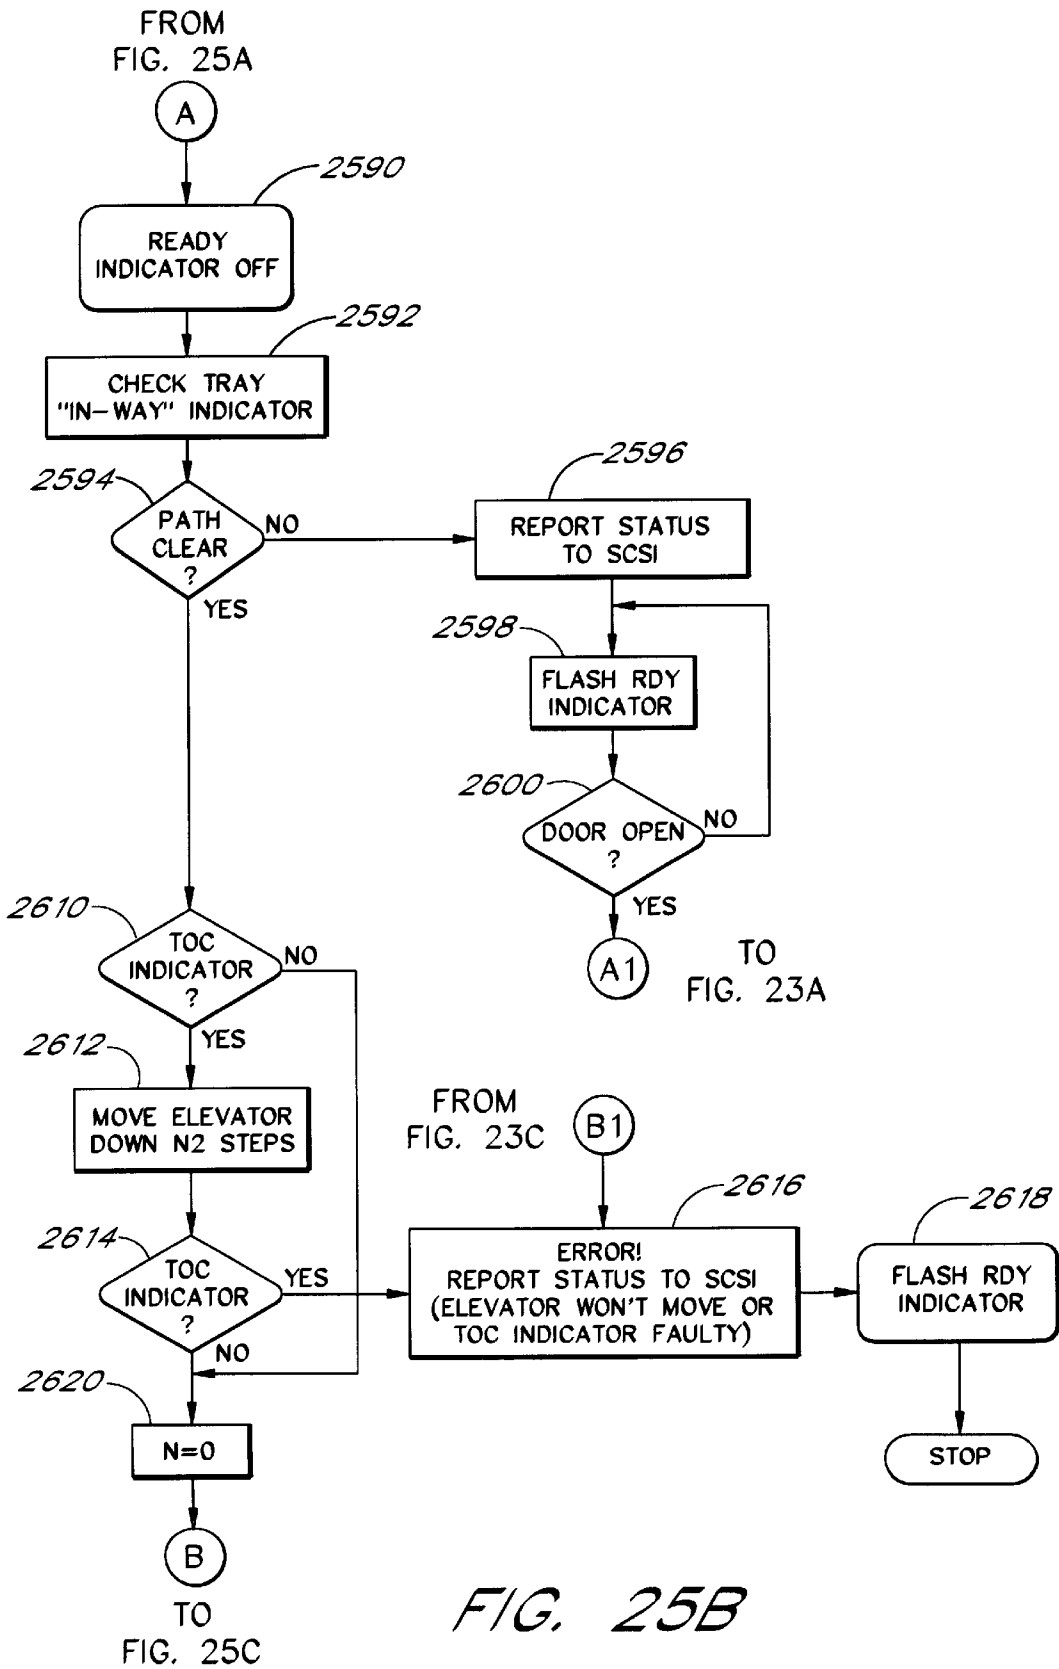 FROM
FIG. 25A
A
2590
READY
INDICATOR OFF
2592
CHECK TRAY
"IN-WAY" INDICATOR
2594
PATH
CLEAR
?
NO
YES
2596
REPORT STATUS
TO SCSI
2598
FLASH RDY
INDICATOR
2600
DOOR OPEN
?
NO
YES
A1
TO
FIG. 23A
2610
TOC
INDICATOR
?
NO
YES
2612
MOVE ELEVATOR
DOWN N2 STEPS
FROM
FIG. 23C
B1
2614
TOC
INDICATOR
?
YES
NO
2616
ERROR!
REPORT STATUS TO SCSI
(ELEVATOR WON'T MOVE OR
TOC INDICATOR FAULTY)
2618
FLASH RDY
INDICATOR
STOP
2620
N=0
B
TO
FIG. 25C
FIG. 25B